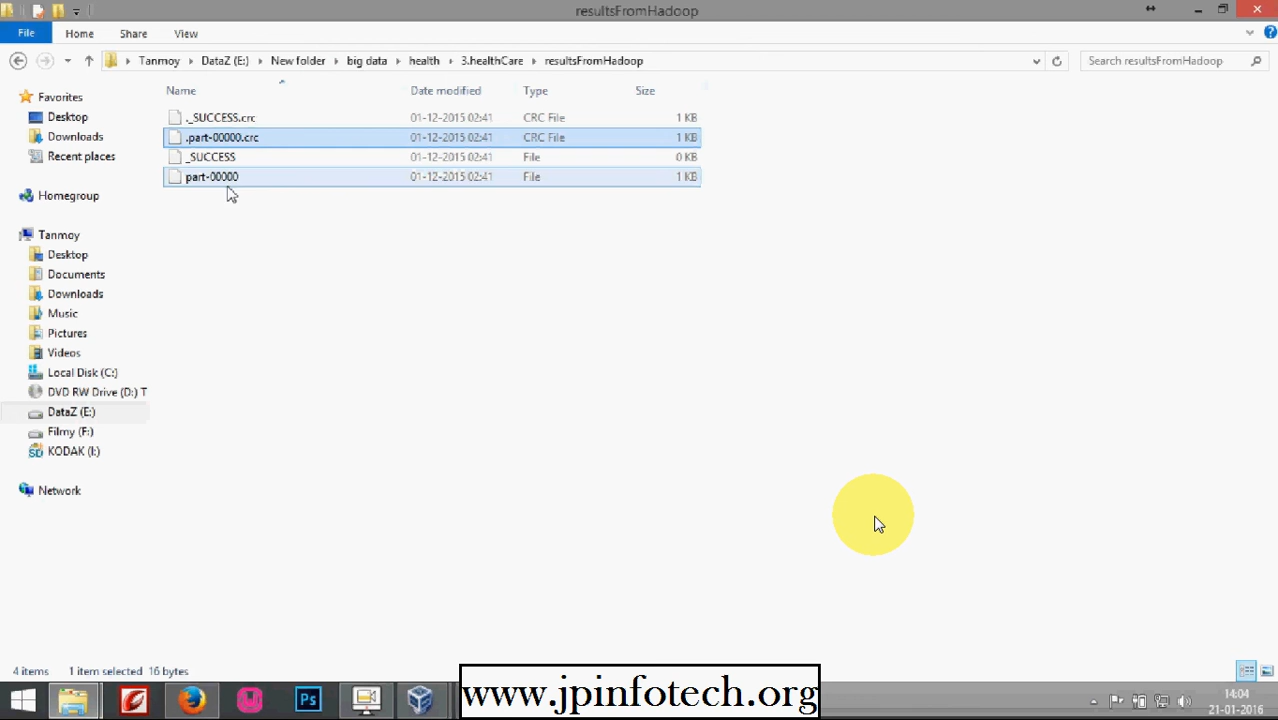 resultsFromHadoop
File Home Share View
Tanmoy DataZ (E:) New folder big data health 3.healthCare resultsFromHadoop
Search resultsFromHadoop
Name Date modified Type Size
._SUCCESS.crc 01-12-2015 02:41 CRC File 1 KB
.part-00000.crc 01-12-2015 02:41 CRC File 1 KB
_SUCCESS 01-12-2015 02:41 File 0 KB
part-00000 01-12-2015 02:41 File 1 KB
Favorites
Desktop
Downloads
Recent places
Homegroup
Tanmoy
Desktop
Documents
Downloads
Music
Pictures
Videos
Local Disk (C:)
DVD RW Drive (D:) T
DataZ (E:)
Filmy (F:)
KODAK (I:)
Network
4 items 1 item selected 16 bytes
Ps
www.jpinfotech.org
14:04
21-01-2016